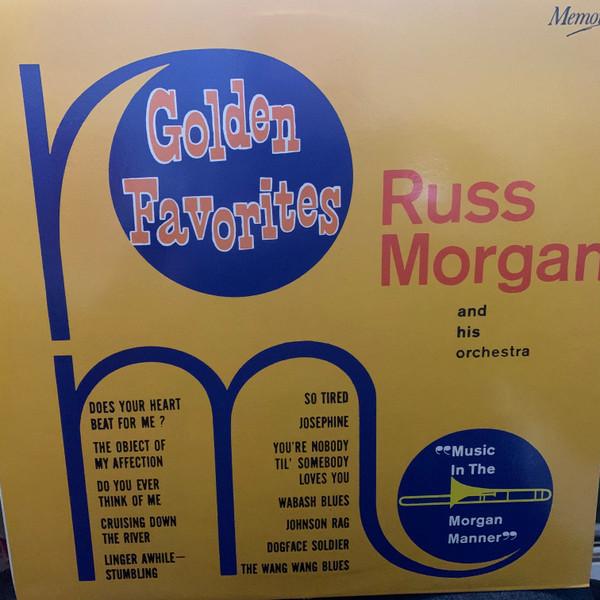 Golden
Favorites
Russ
Morgan
and
his
orchestra
DOES YOUR HEART
BEAT FOR ME ?
THE OBJECT OF
MY AFFECTION
DO YOU EVER
THINK OF ME
CRUISING DOWN
THE RIVER
LINGER AWHILE—
STUMBLING
SO TIRED
JOSEPHINE
YOU'RE NOBODY
TIL' SOMEBODY
LOVES YOU
WABASH BLUES
JOHNSON RAG
DOGFACE SOLDIER
THE WANG WANG BLUES
“Music
In The
Morgan
Manner”